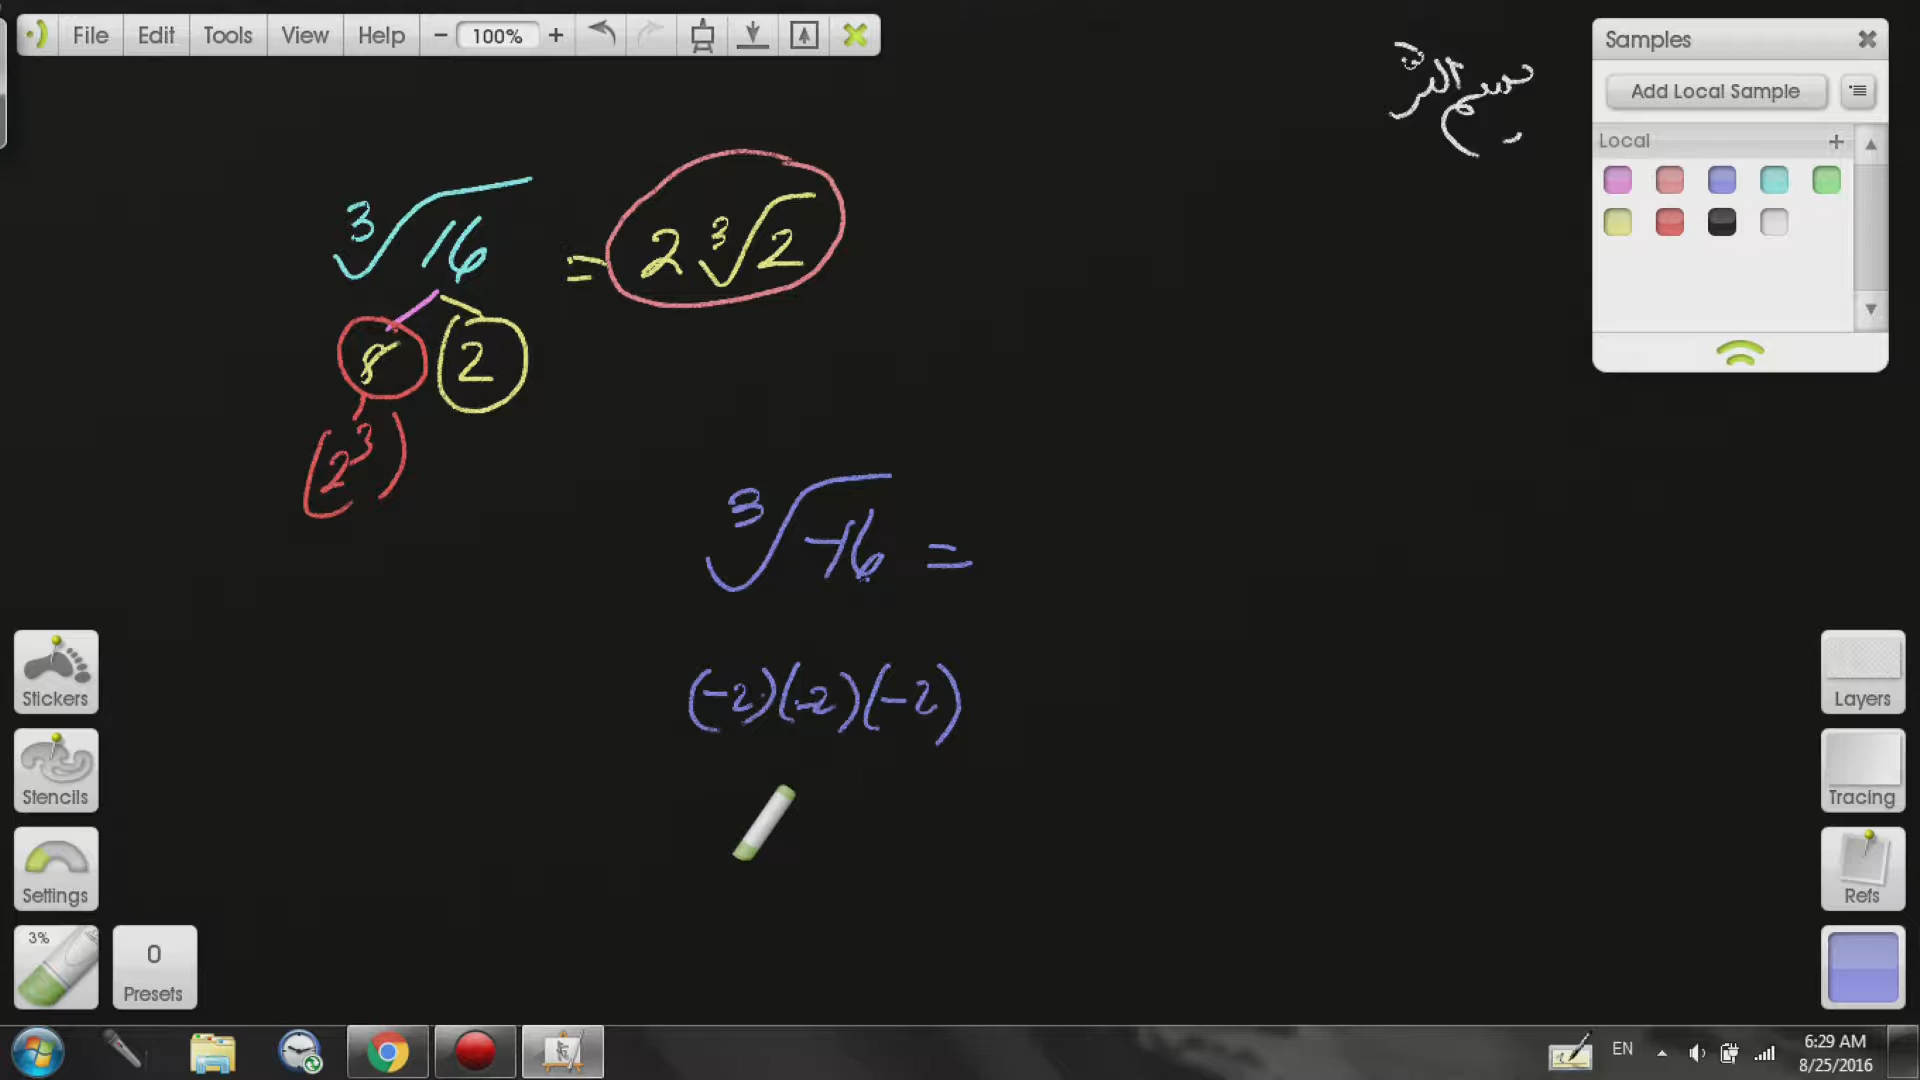 File Edit Tools View Help − 100% +
Samples
Add Local Sample
Local +
∛16 = 2∛2
8 2
(2³)
∛-16 =
(-2)(-2)(-2)
Stickers
Stencils
Settings
3%
0
Presets
Layers
Tracing
Refs
EN
6:29 AM
8/25/2016